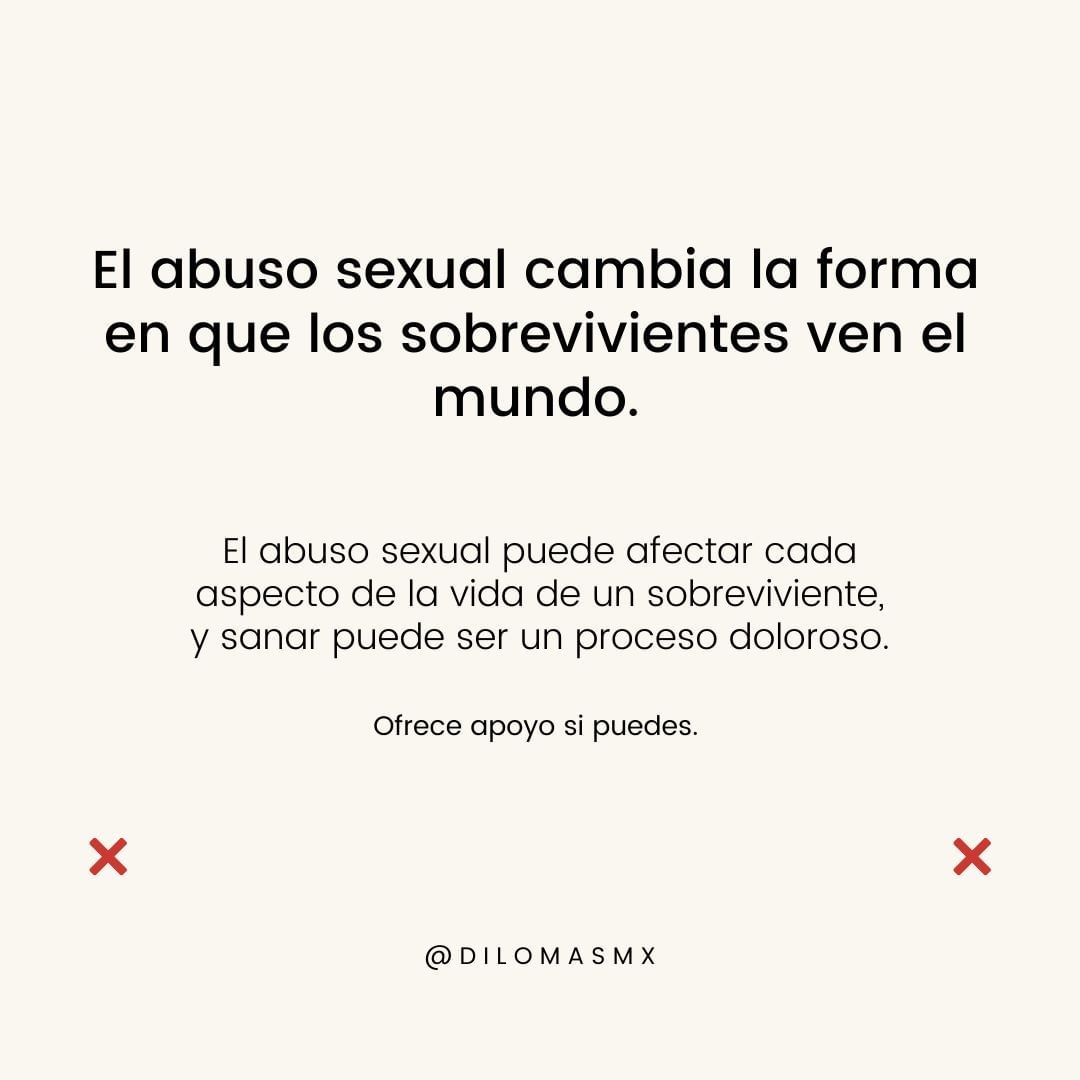 El abuso sexual cambia la forma
en que los sobrevivientes ven el
mundo.
El abuso sexual puede afectar cada
aspecto de la vida de un sobreviviente,
y sanar puede ser un proceso doloroso.
Ofrece apoyo si puedes.
@DILOMASMX